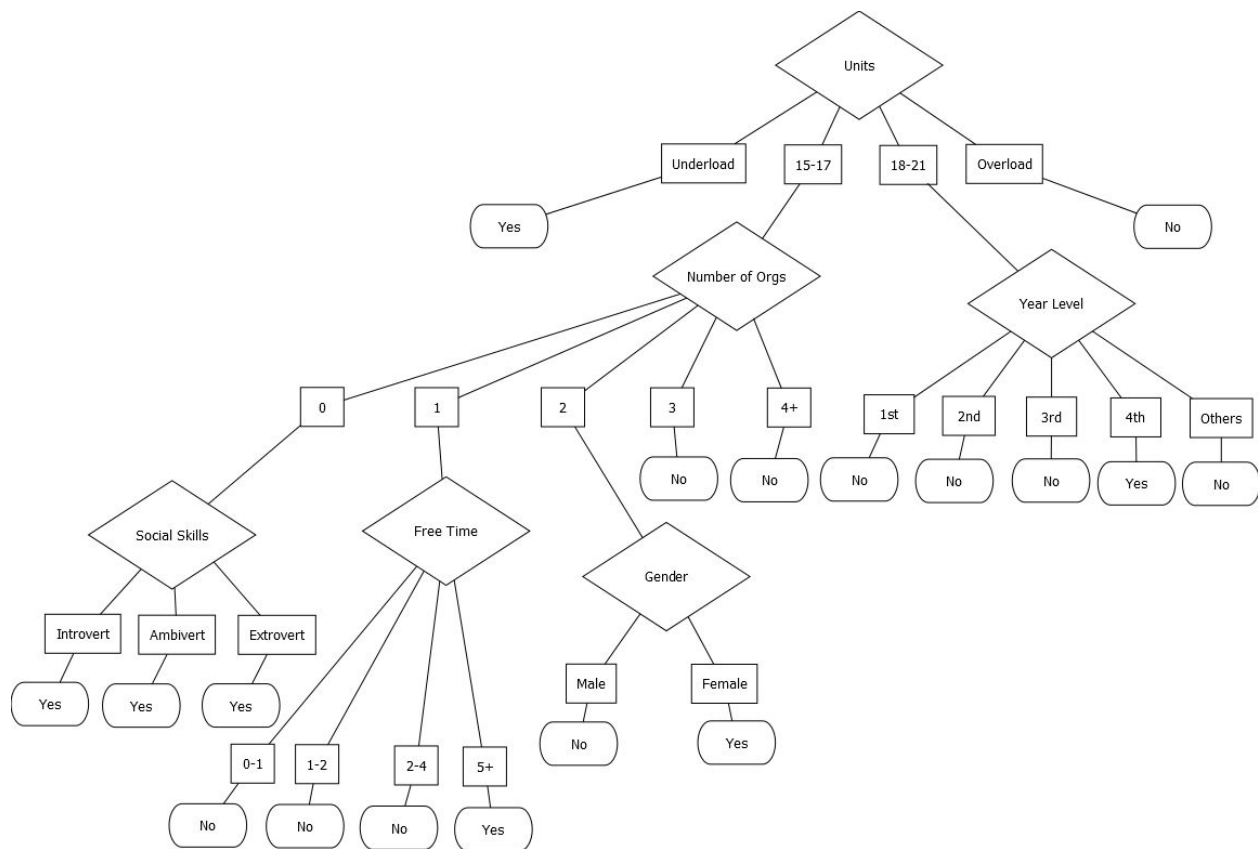 Units
Underload
15-17
18-21
Overload
Yes
No
Number of Orgs
Year Level
0
1
2
3
4+
1st
2nd
3rd
4th
Others
No
No
No
No
No
Yes
No
Social Skills
Free Time
Gender
Introvert
Ambivert
Extrovert
Male
Female
Yes
Yes
Yes
No
Yes
0-1
1-2
2-4
5+
No
No
No
Yes